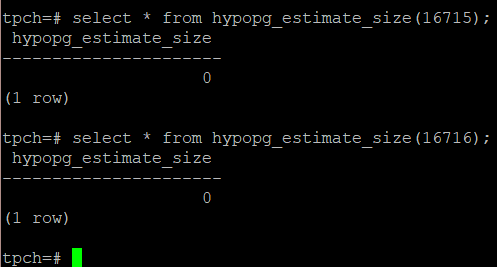 tpch=# select * from hypopg_estimate_size(16715);
 hypopg_estimate_size
----------------------
                    0
(1 row)

tpch=# select * from hypopg_estimate_size(16716);
 hypopg_estimate_size
----------------------
                    0
(1 row)

tpch=#